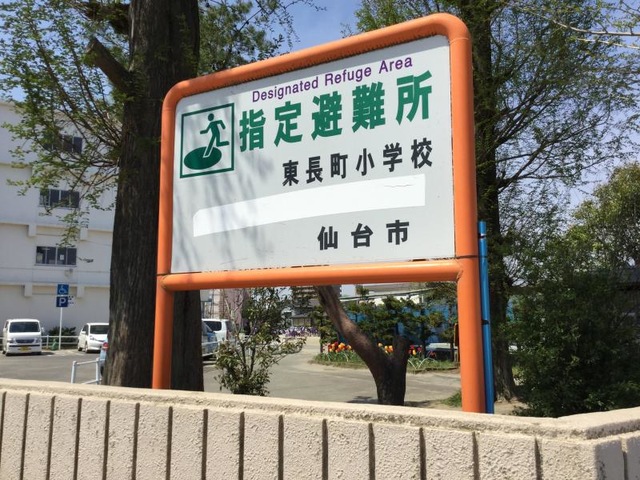 Designated Refuge Area
指定避難所
東長町小学校
仙台市
P